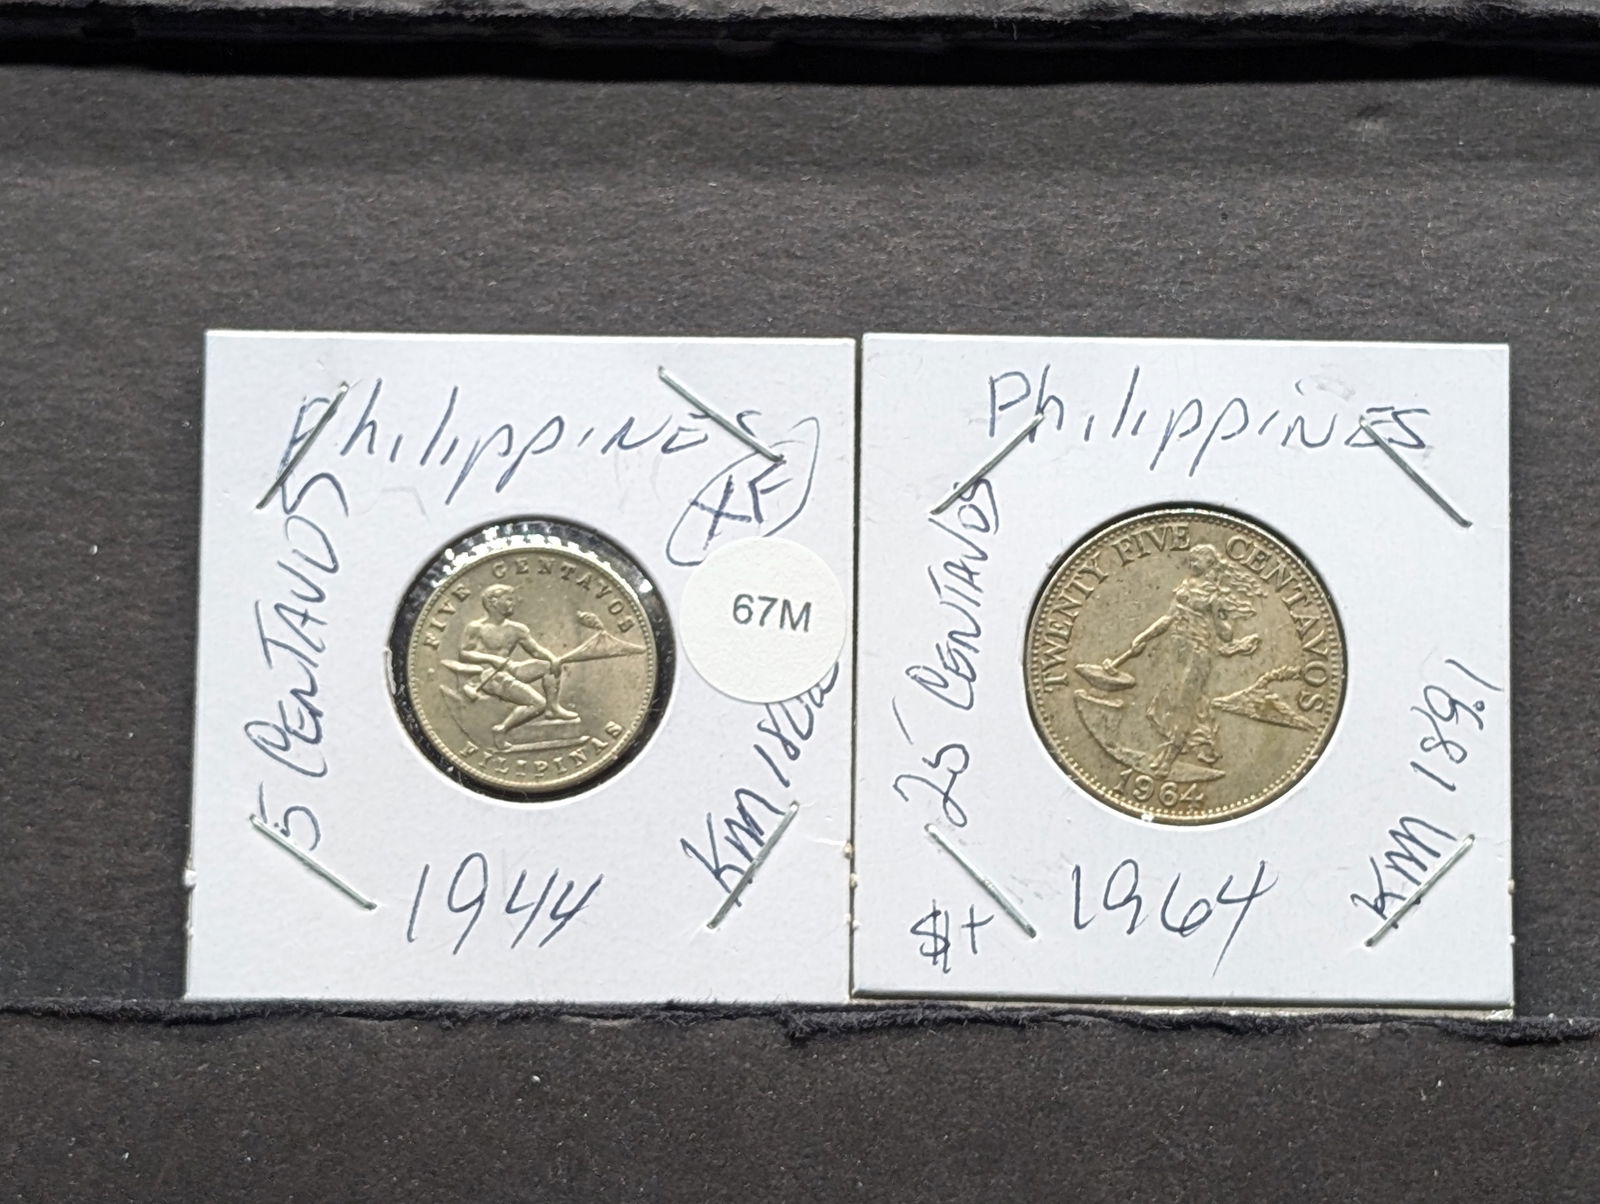 Philippines
XF
5 CENTAVOS
67M
FIVE CENTAVOS
FILIPINAS
KM
1944
Philippines
25 CENTAVOS
TWENTY FIVE CENTAVOS
1964
KM 189.1
$+
1964